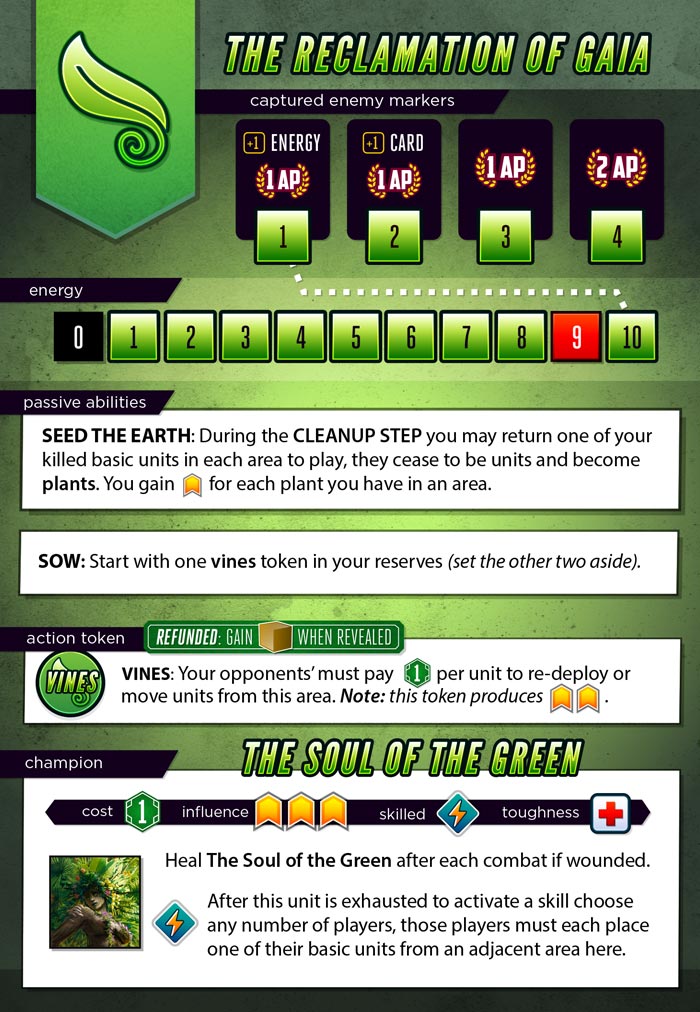 THE RECLAMATION OF GAIA
captured enemy markers
+1 ENERGY
1 AP
1
+1 CARD
1 AP
2
1 AP
3
2 AP
4
energy
0 1 2 3 4 5 6 7 8 9 10
passive abilities
SEED THE EARTH: During the CLEANUP STEP you may return one of your
killed basic units in each area to play, they cease to be units and become
plants. You gain for each plant you have in an area.
SOW: Start with one vines token in your reserves (set the other two aside).
action token
REFUNDED: GAIN WHEN REVEALED
VINES
VINES: Your opponents' must pay 1 per unit to re-deploy or
move units from this area. Note: this token produces .
champion
THE SOUL OF THE GREEN
cost 1 influence skilled toughness
Heal The Soul of the Green after each combat if wounded.
After this unit is exhausted to activate a skill choose
any number of players, those players must each place
one of their basic units from an adjacent area here.